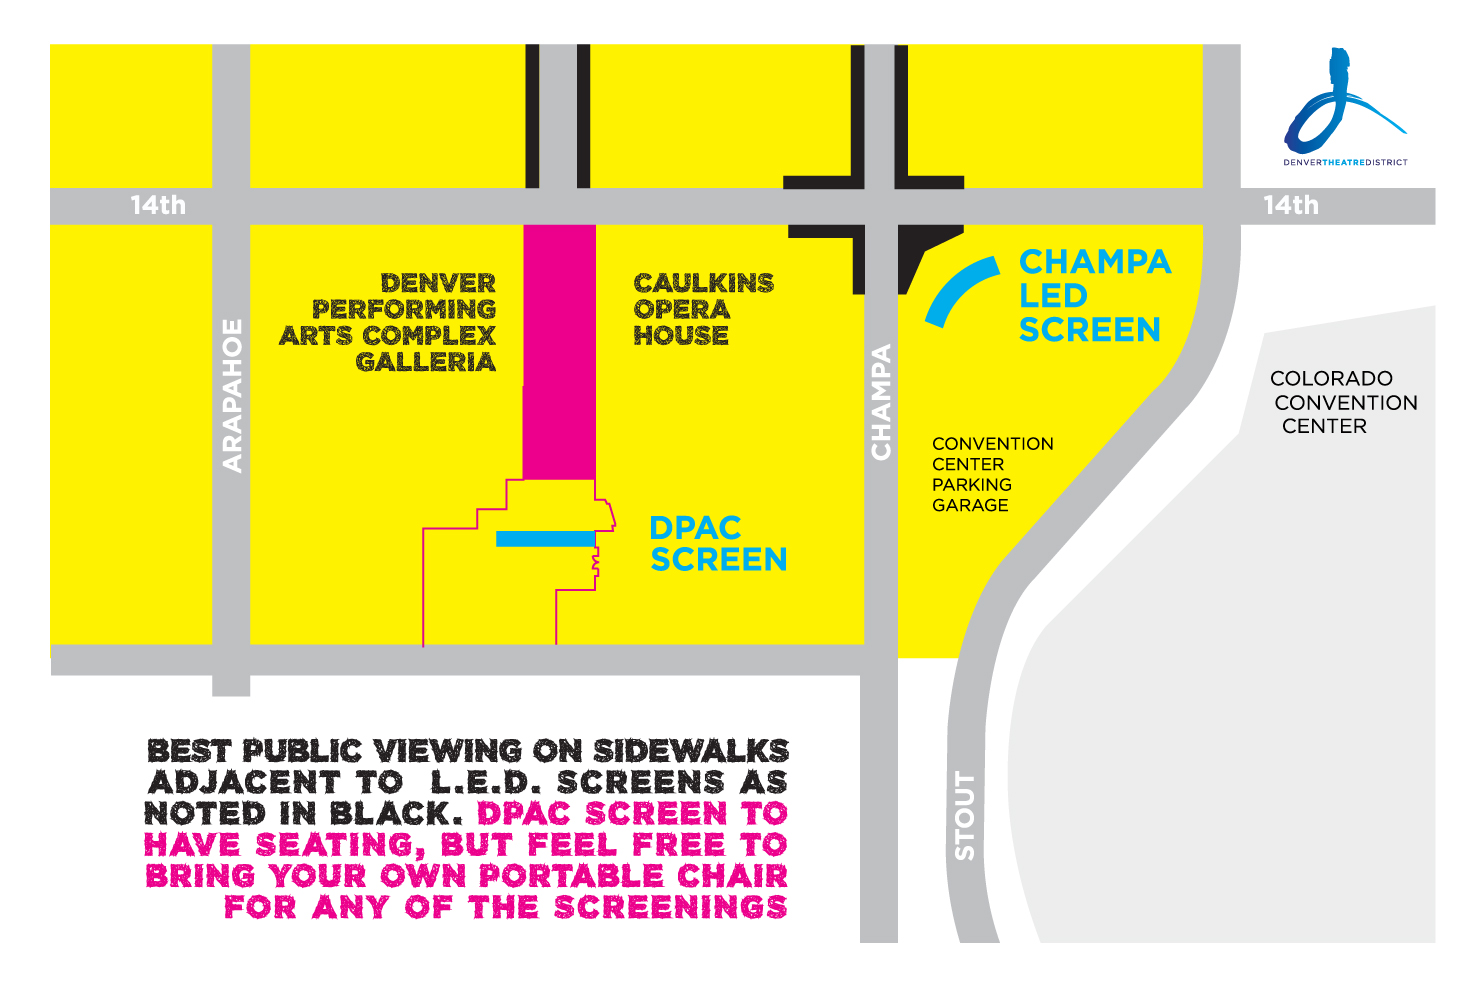 DENVERTHEATREDISTRICT
14th
14th
DENVER
PERFORMING
ARTS COMPLEX
GALLERIA
CAULKINS
OPERA
HOUSE
CHAMPA
LED
SCREEN
ARAPAHOE
CHAMPA
COLORADO
CONVENTION
CENTER
CONVENTION
CENTER
PARKING
GARAGE
DPAC
SCREEN
STOUT
BEST PUBLIC VIEWING ON SIDEWALKS
ADJACENT TO L.E.D. SCREENS AS
NOTED IN BLACK. DPAC SCREEN TO
HAVE SEATING, BUT FEEL FREE TO
BRING YOUR OWN PORTABLE CHAIR
FOR ANY OF THE SCREENINGS